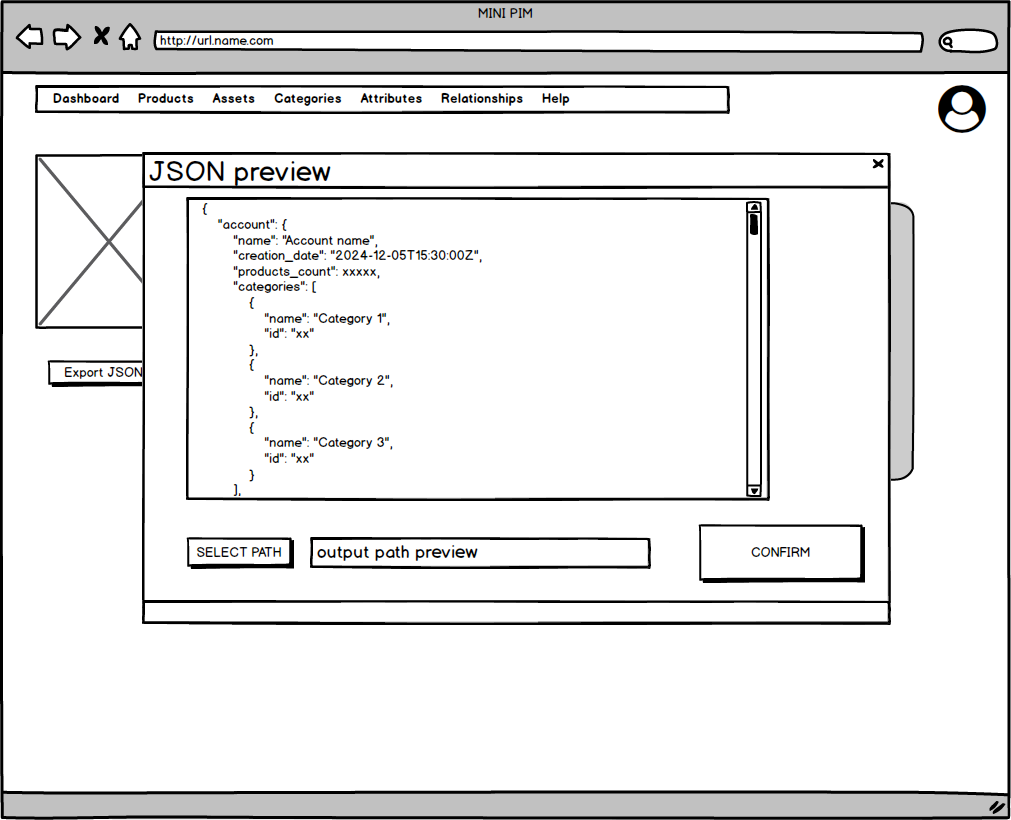 MINI PIM
http://url.name.com
Dashboard Products Assets Categories Attributes Relationships Help
JSON preview
{
"account": {
"name": "Account name",
"creation_date": "2024-12-05T15:30:00Z",
"products_count": xxxxx,
"categories": [
{
"name": "Category 1",
"id": "xx"
},
{
"name": "Category 2",
"id": "xx"
},
{
"name": "Category 3",
"id": "xx"
}
],
Export JSON
SELECT PATH
output path preview
CONFIRM